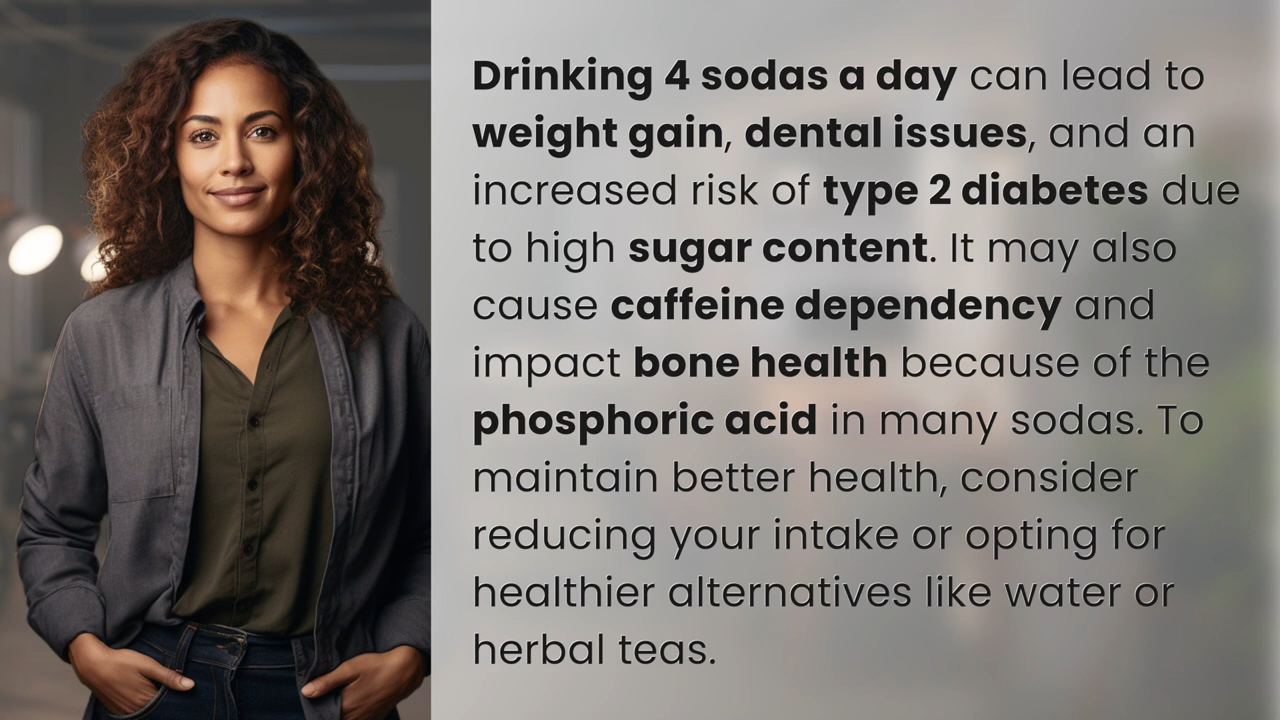 Drinking 4 sodas a day can lead to
weight gain, dental issues, and an
increased risk of type 2 diabetes due
to high sugar content. It may also
cause caffeine dependency and
impact bone health because of the
phosphoric acid in many sodas. To
maintain better health, consider
reducing your intake or opting for
healthier alternatives like water or
herbal teas.